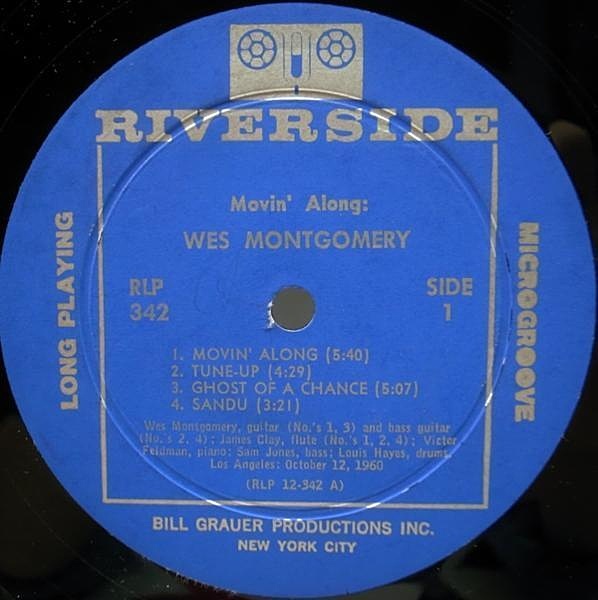 RIVERSIDE
Movin' Along:
WES MONTGOMERY
RLP
342
SIDE
1
LONG PLAYING
MICROGROOVE
1. MOVIN' ALONG (5:40)
2. TUNE-UP (4:29)
3. GHOST OF A CHANCE (5:07)
4. SANDU (3:21)
Wes Montgomery, guitar (No.'s 1, 3) and bass guitar
(No.'s 2, 4); James Clay, flute (No.'s 1, 2, 4); Victor
Feldman, piano; Sam Jones, bass; Louis Hayes, drums.
Los Angeles: October 12, 1960
(RLP 12-342 A)
BILL GRAUER PRODUCTIONS INC.
NEW YORK CITY